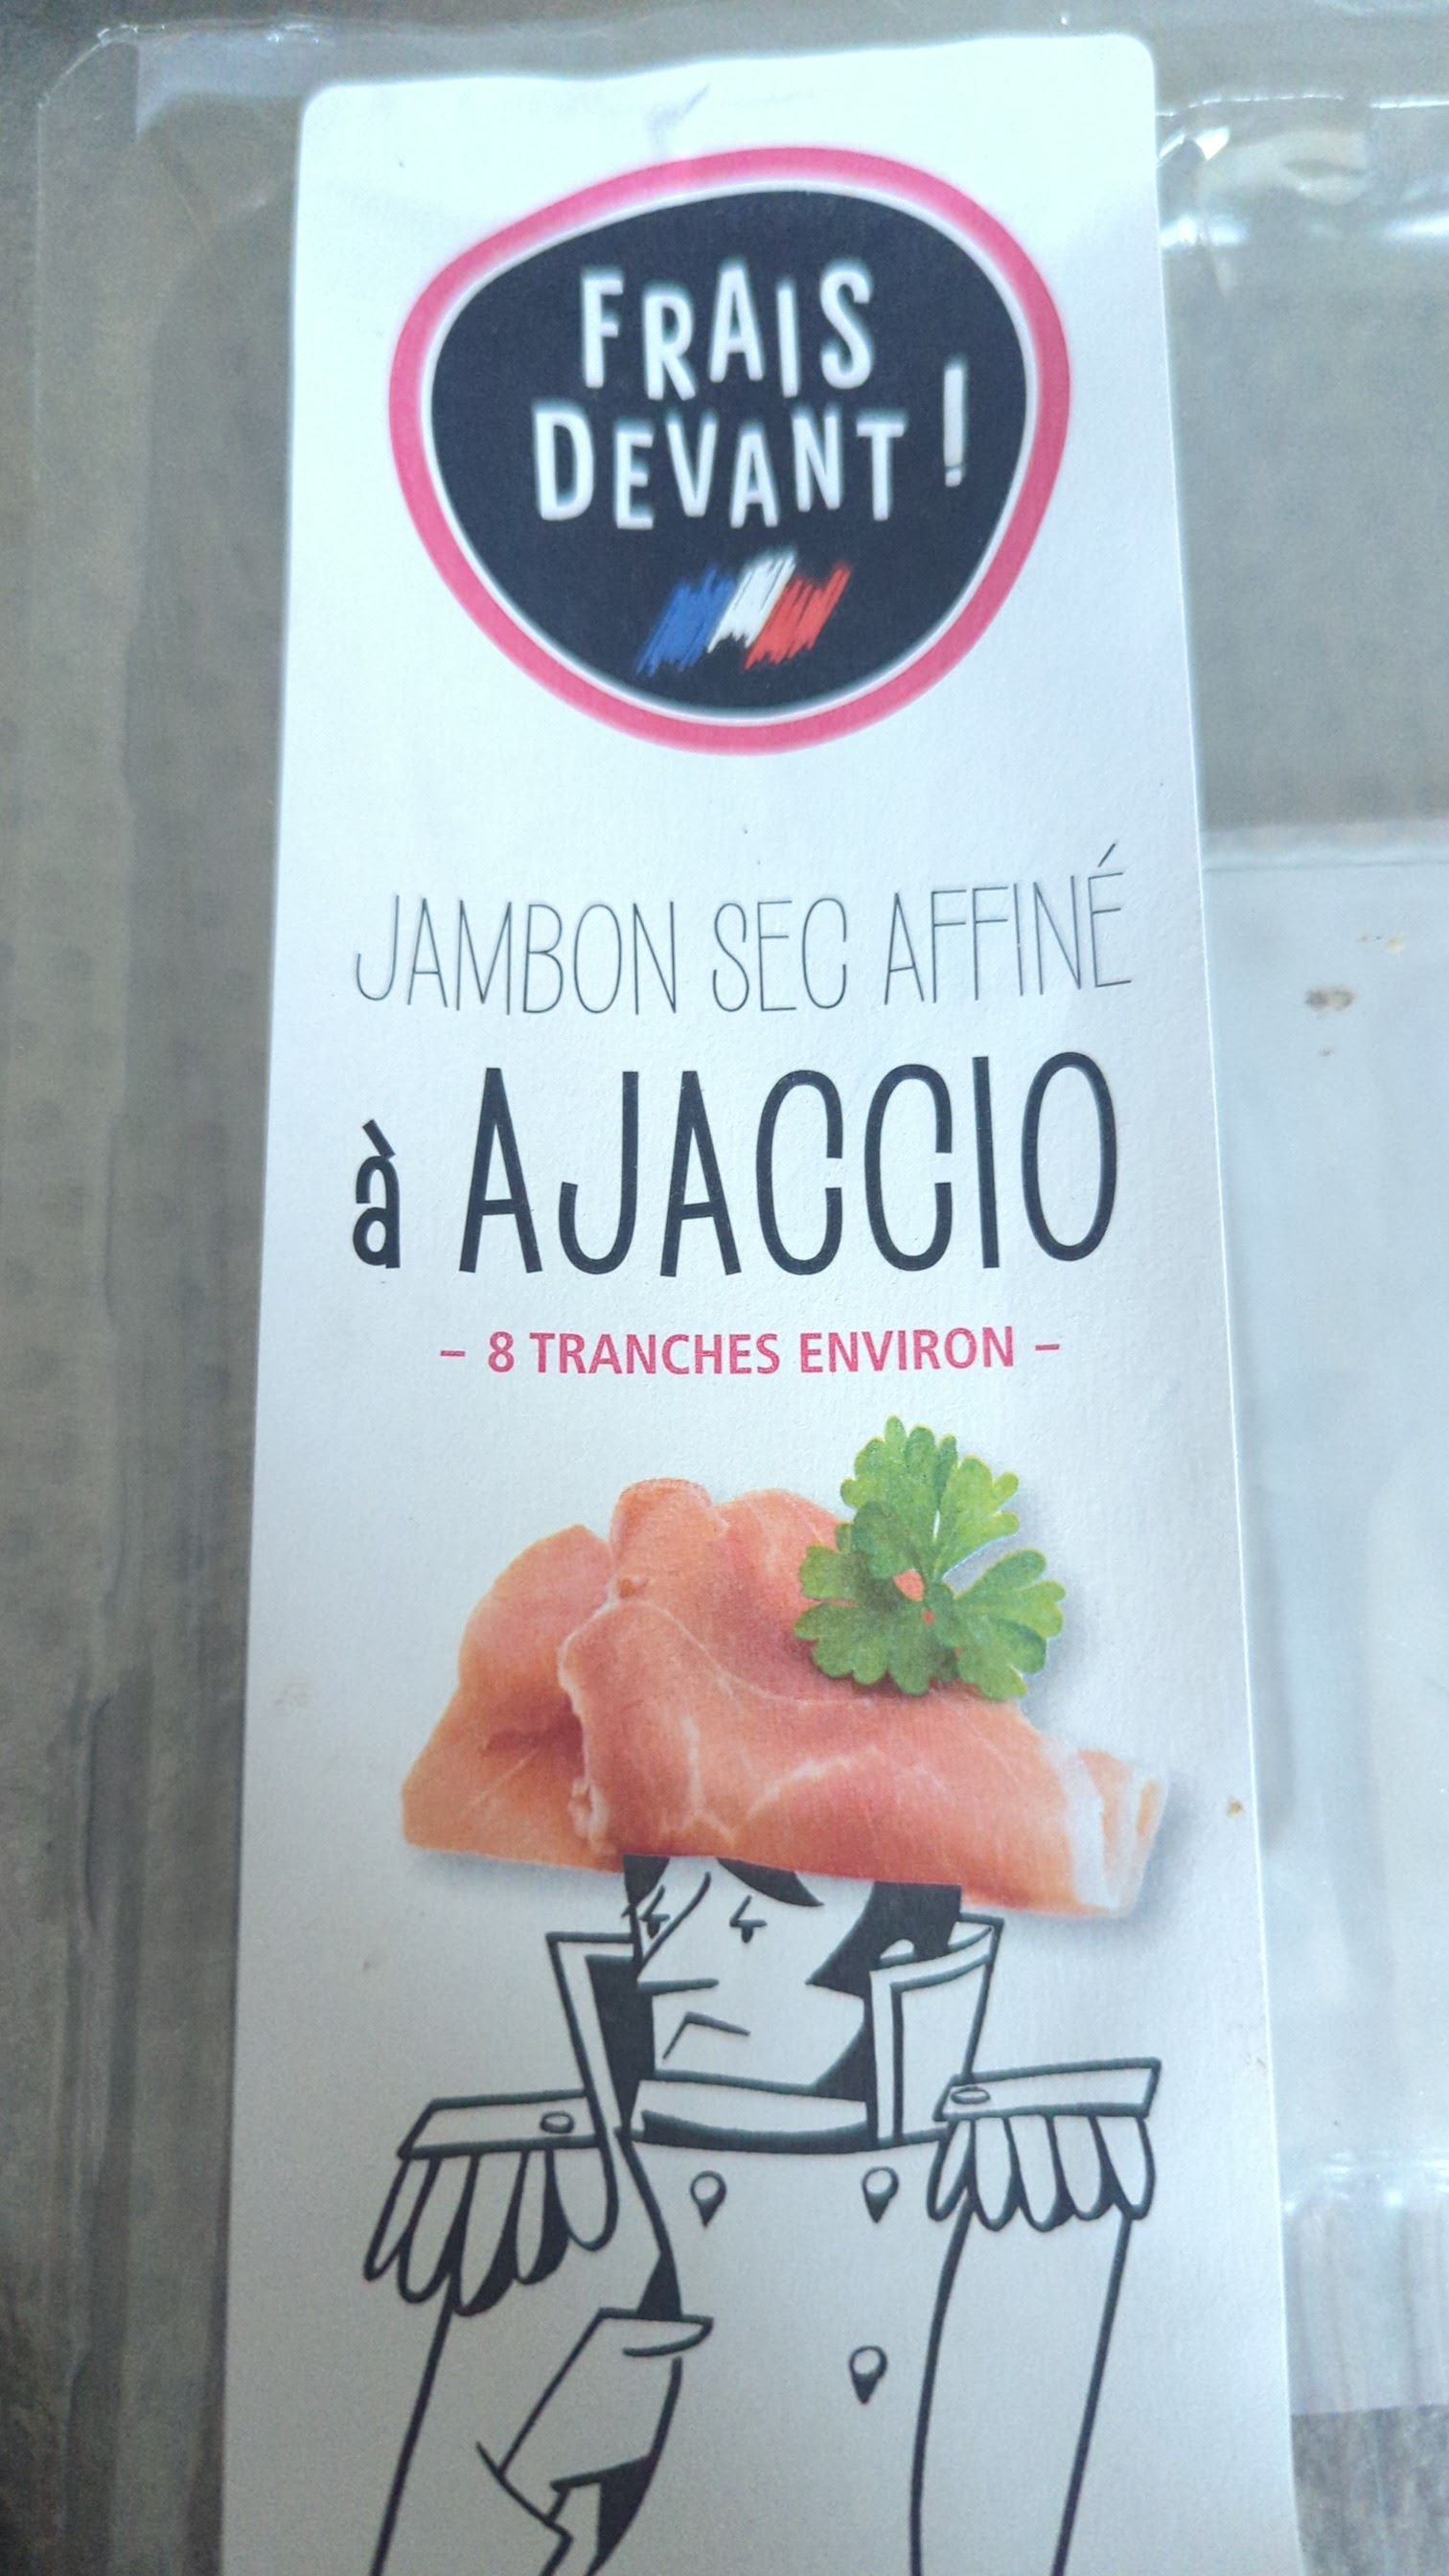 FRAIS
DEVANT !
JAMBON SEC AFFINÉ
à AJACCIO
– 8 TRANCHES ENVIRON –